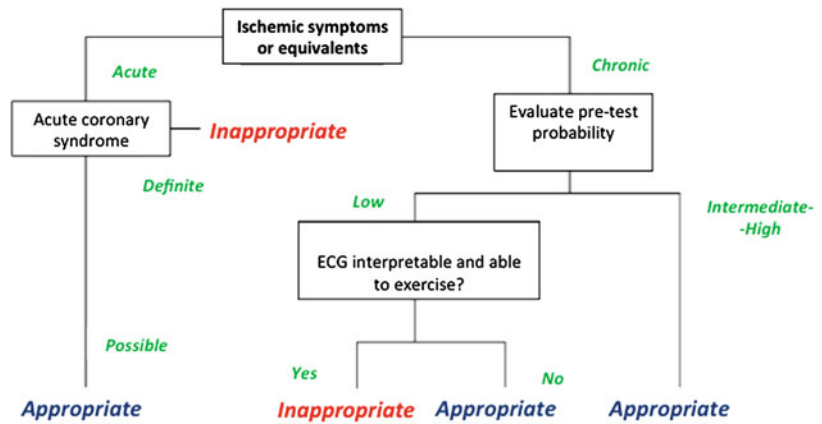 Ischemic symptoms
or equivalents
Acute
Chronic
Acute coronary
syndrome
Inappropriate
Evaluate pre-test
probability
Definite
Low
Intermediate-
-High
ECG interpretable and able
to exercise?
Possible
Yes
No
Appropriate
Inappropriate
Appropriate
Appropriate